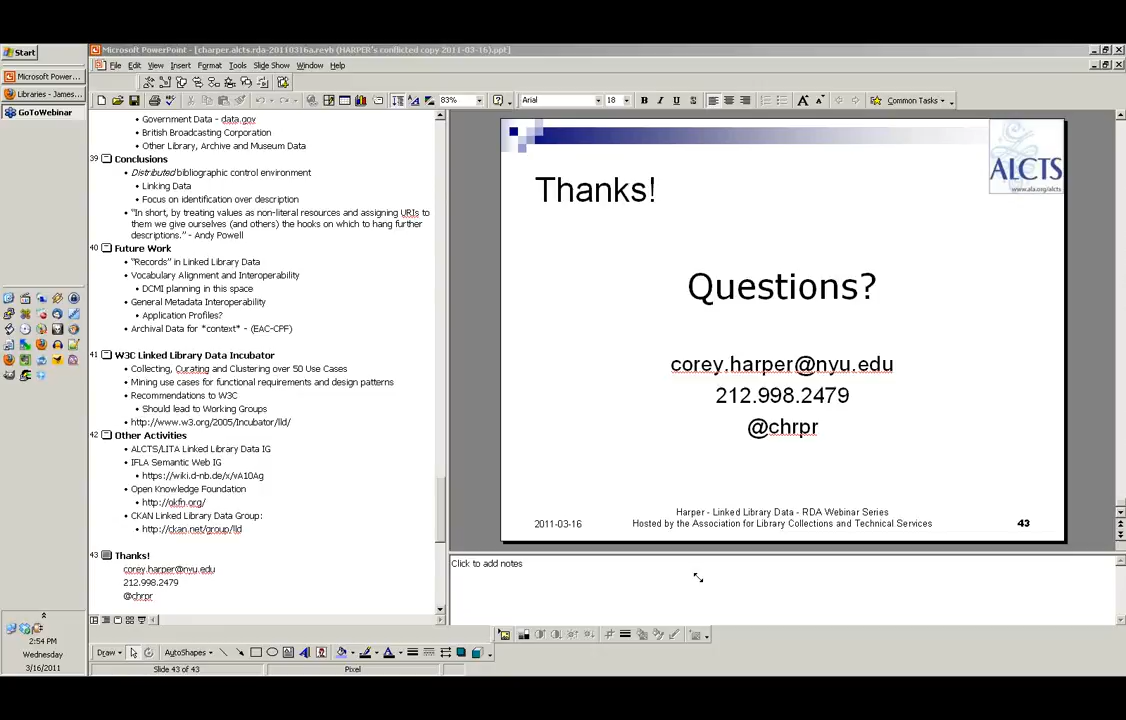 Start
Microsoft PowerPoint - [charper.alcts.rda-20110316a.revb (HARPER's conflicted copy 2011-03-16).ppt]
File Edit View Insert Format Tools Slide Show Window Help
Microsoft Power...
Libraries - James...
GoToWebinar
83%
Arial
18
B I U S
Common Tasks
• Government Data - data.gov
• British Broadcasting Corporation
• Other Library, Archive and Museum Data
39 Conclusions
• Distributed bibliographic control environment
• Linking Data
• Focus on identification over description
• “In short, by treating values as non-literal resources and assigning URIs to
them we give ourselves (and others) the hooks on which to hang further
descriptions.” - Andy Powell
40 Future Work
• “Records” in Linked Library Data
• Vocabulary Alignment and Interoperability
• DCMI planning in this space
• General Metadata Interoperability
• Application Profiles?
• Archival Data for *context* - (EAC-CPF)
41 W3C Linked Library Data Incubator
• Collecting, Curating and Clustering over 50 Use Cases
• Mining use cases for functional requirements and design patterns
• Recommendations to W3C
• Should lead to Working Groups
• http://www.w3.org/2005/Incubator/lld/
42 Other Activities
• ALCTS/LITA Linked Library Data IG
• IFLA Semantic Web IG
• https://wiki.d-nb.de/x/vA10Ag
• Open Knowledge Foundation
• http://okfn.org/
• CKAN Linked Library Data Group:
• http://ckan.net/group/lld
43 Thanks!
corey.harper@nyu.edu
212.998.2479
@chrpr
ALCTS
www.ala.org/alcts
Thanks!
Questions?
corey.harper@nyu.edu
212.998.2479
@chrpr
Harper - Linked Library Data - RDA Webinar Series
2011-03-16 Hosted by the Association for Library Collections and Technical Services 43
Click to add notes
2:54 PM
Wednesday
3/16/2011
Draw
AutoShapes
Slide 43 of 43
Pixel